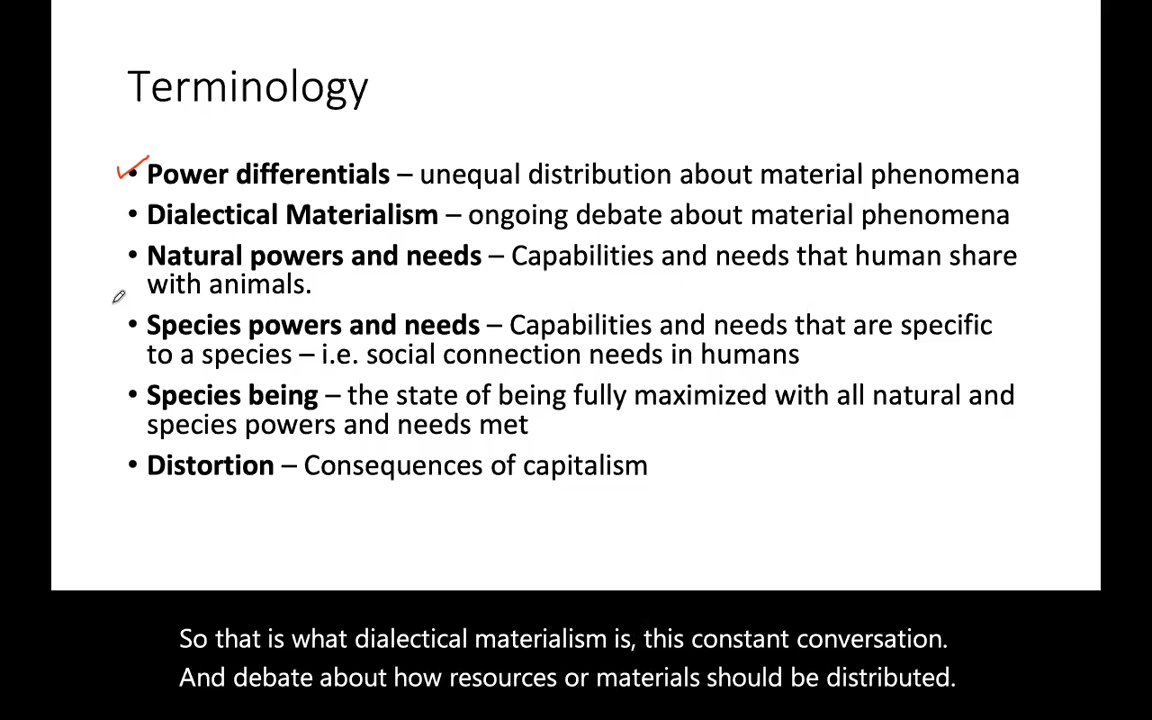 Terminology
• Power differentials – unequal distribution about material phenomena
• Dialectical Materialism – ongoing debate about material phenomena
• Natural powers and needs – Capabilities and needs that human share
with animals.
• Species powers and needs – Capabilities and needs that are specific
to a species – i.e. social connection needs in humans
• Species being – the state of being fully maximized with all natural and
species powers and needs met
• Distortion – Consequences of capitalism
So that is what dialectical materialism is, this constant conversation.
And debate about how resources or materials should be distributed.